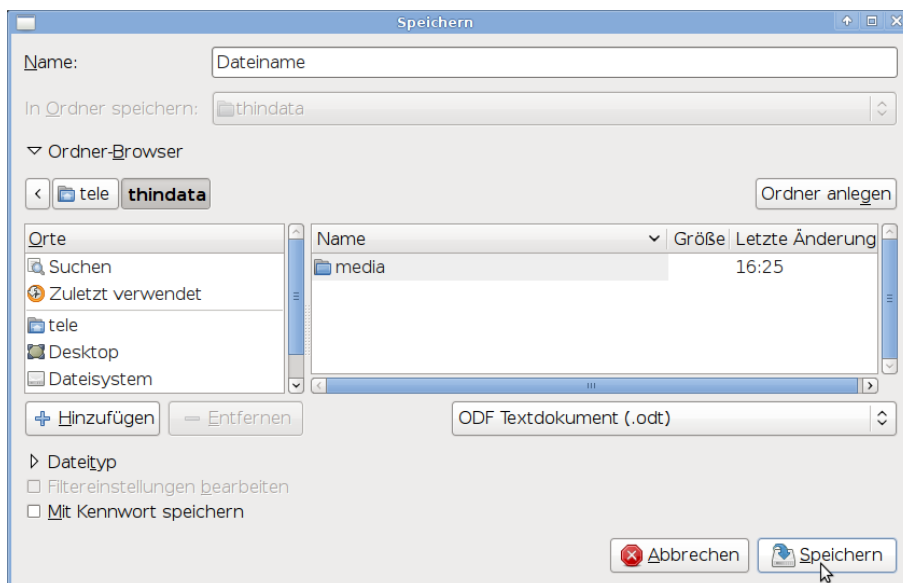 Speichern
Name: Dateiname
In Ordner speichern: thindata
Ordner-Browser
tele thindata Ordner anlegen
Orte Name Größe Letzte Änderung
Suchen media 16:25
Zuletzt verwendet
tele
Desktop
Dateisystem
Hinzufügen Entfernen ODF Textdokument (.odt)
Dateityp
Filtereinstellungen bearbeiten
Mit Kennwort speichern
Abbrechen Speichern